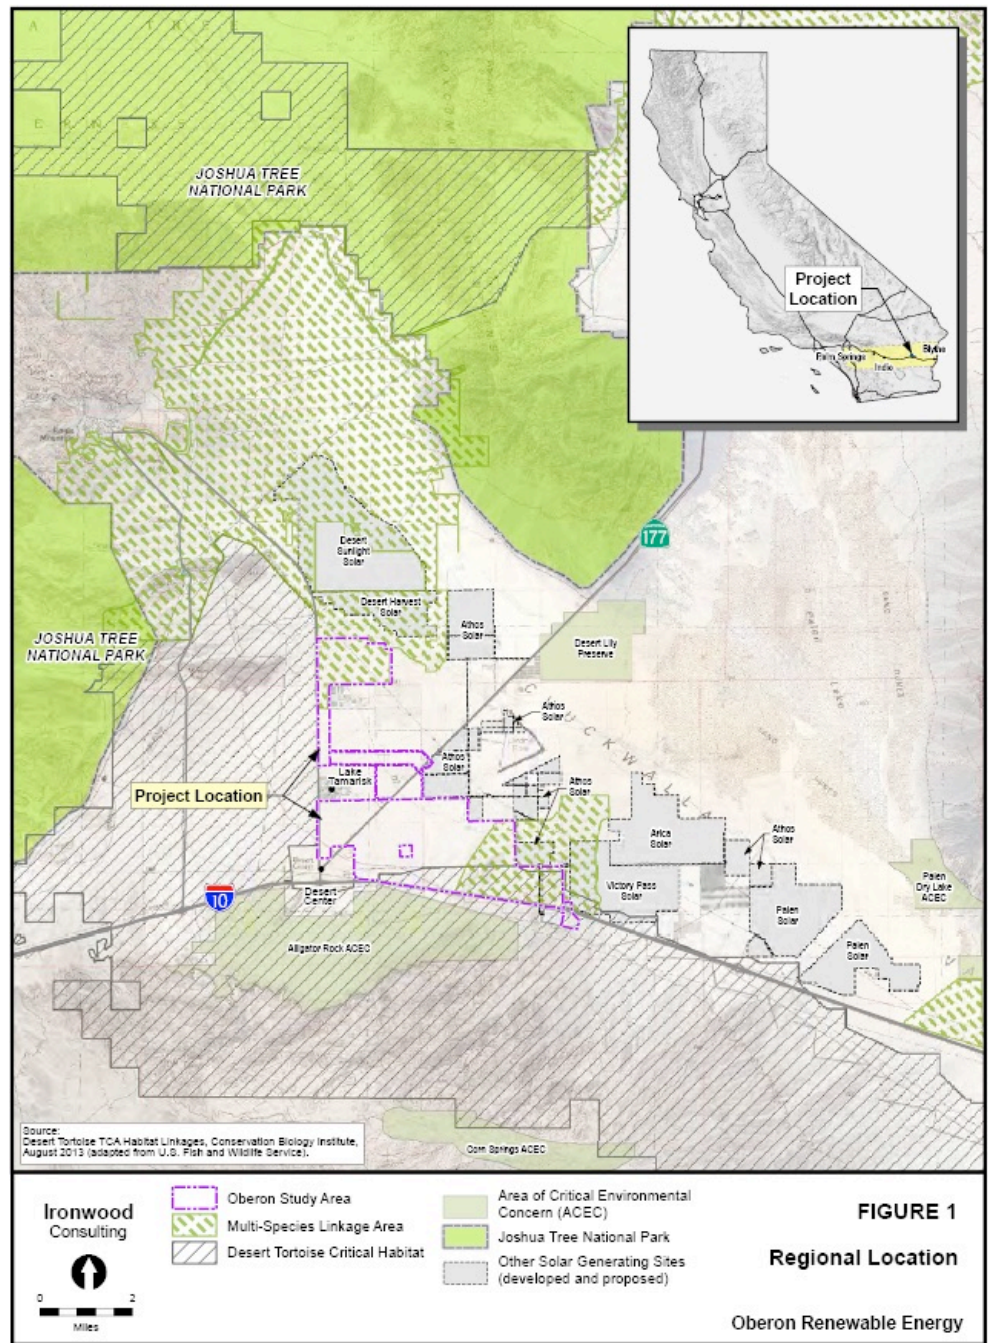 JOSHUA TREE
NATIONAL PARK
Project
Location
Palm Springs
Indio
Blythe
177
Desert
Sunlight
Solar
Desert Harvest
Solar
Athos
Solar
Desert Lily
Preserve
JOSHUA TREE
NATIONAL PARK
CHUCKWALLA
Athos
Solar
Athos
Solar
Athos
Solar
Lake
Tamarisk
Project Location
Arica
Solar
Athos
Solar
Victory Pass
Solar
Palen
Solar
Palen
Dry Lake
ACEC
Palen
Solar
10
Desert
Center
Alligator Rock ACEC
Corn Springs ACEC
Source:
Desert Tortoise TCA Habitat Linkages, Conservation Biology Institute,
August 2013 (adapted from U.S. Fish and Wildlife Service).
Ironwood
Consulting
0 2
Miles
Oberon Study Area
Multi-Species Linkage Area
Desert Tortoise Critical Habitat
Area of Critical Environmental
Concern (ACEC)
Joshua Tree National Park
Other Solar Generating Sites
(developed and proposed)
FIGURE 1
Regional Location
Oberon Renewable Energy